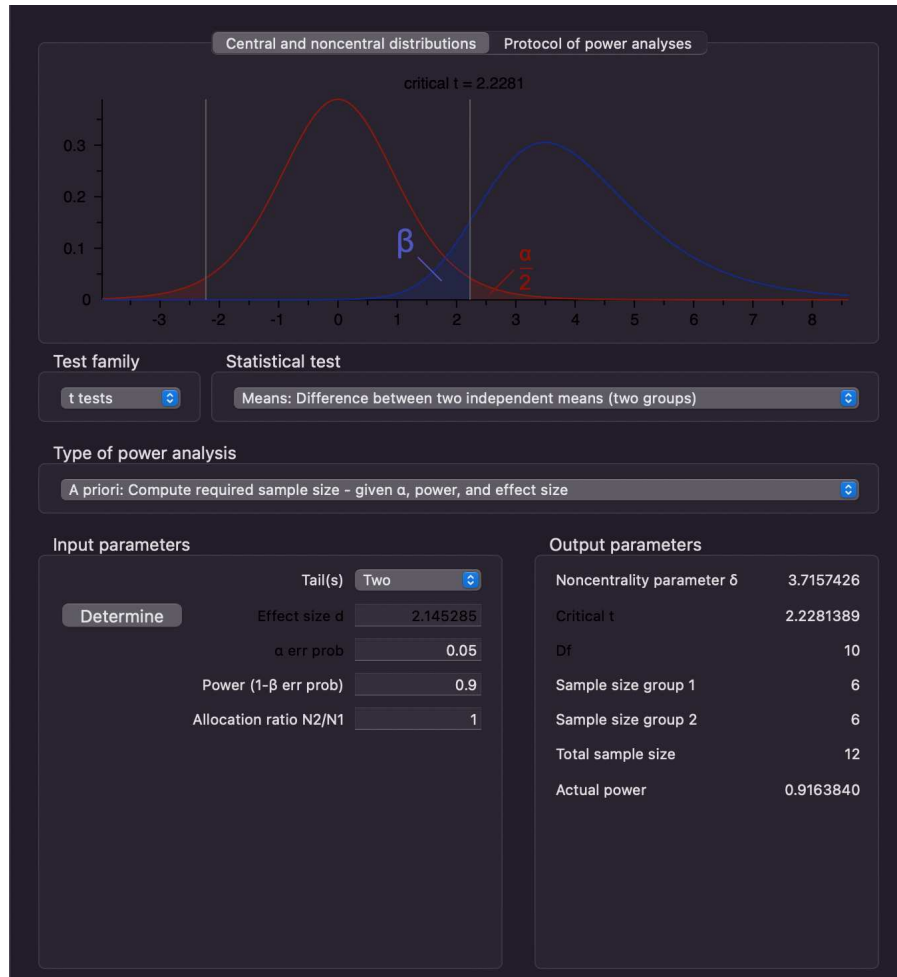 Central and noncentral distributions Protocol of power analyses
critical t = 2.2281
0.3
0.2
β
α
2
0.1
0
-3 -2 -1 0 1 2 3 4 5 6 7 8
Test family Statistical test
t tests Means: Difference between two independent means (two groups)
Type of power analysis
A priori: Compute required sample size - given α, power, and effect size
Input parameters Output parameters
Tail(s) Two Noncentrality parameter δ 3.7157426
Determine Effect size d 2.145285 Critical t 2.2281389
α err prob 0.05 Df 10
Power (1-β err prob) 0.9 Sample size group 1 6
Allocation ratio N2/N1 1 Sample size group 2 6
Total sample size 12
Actual power 0.9163840